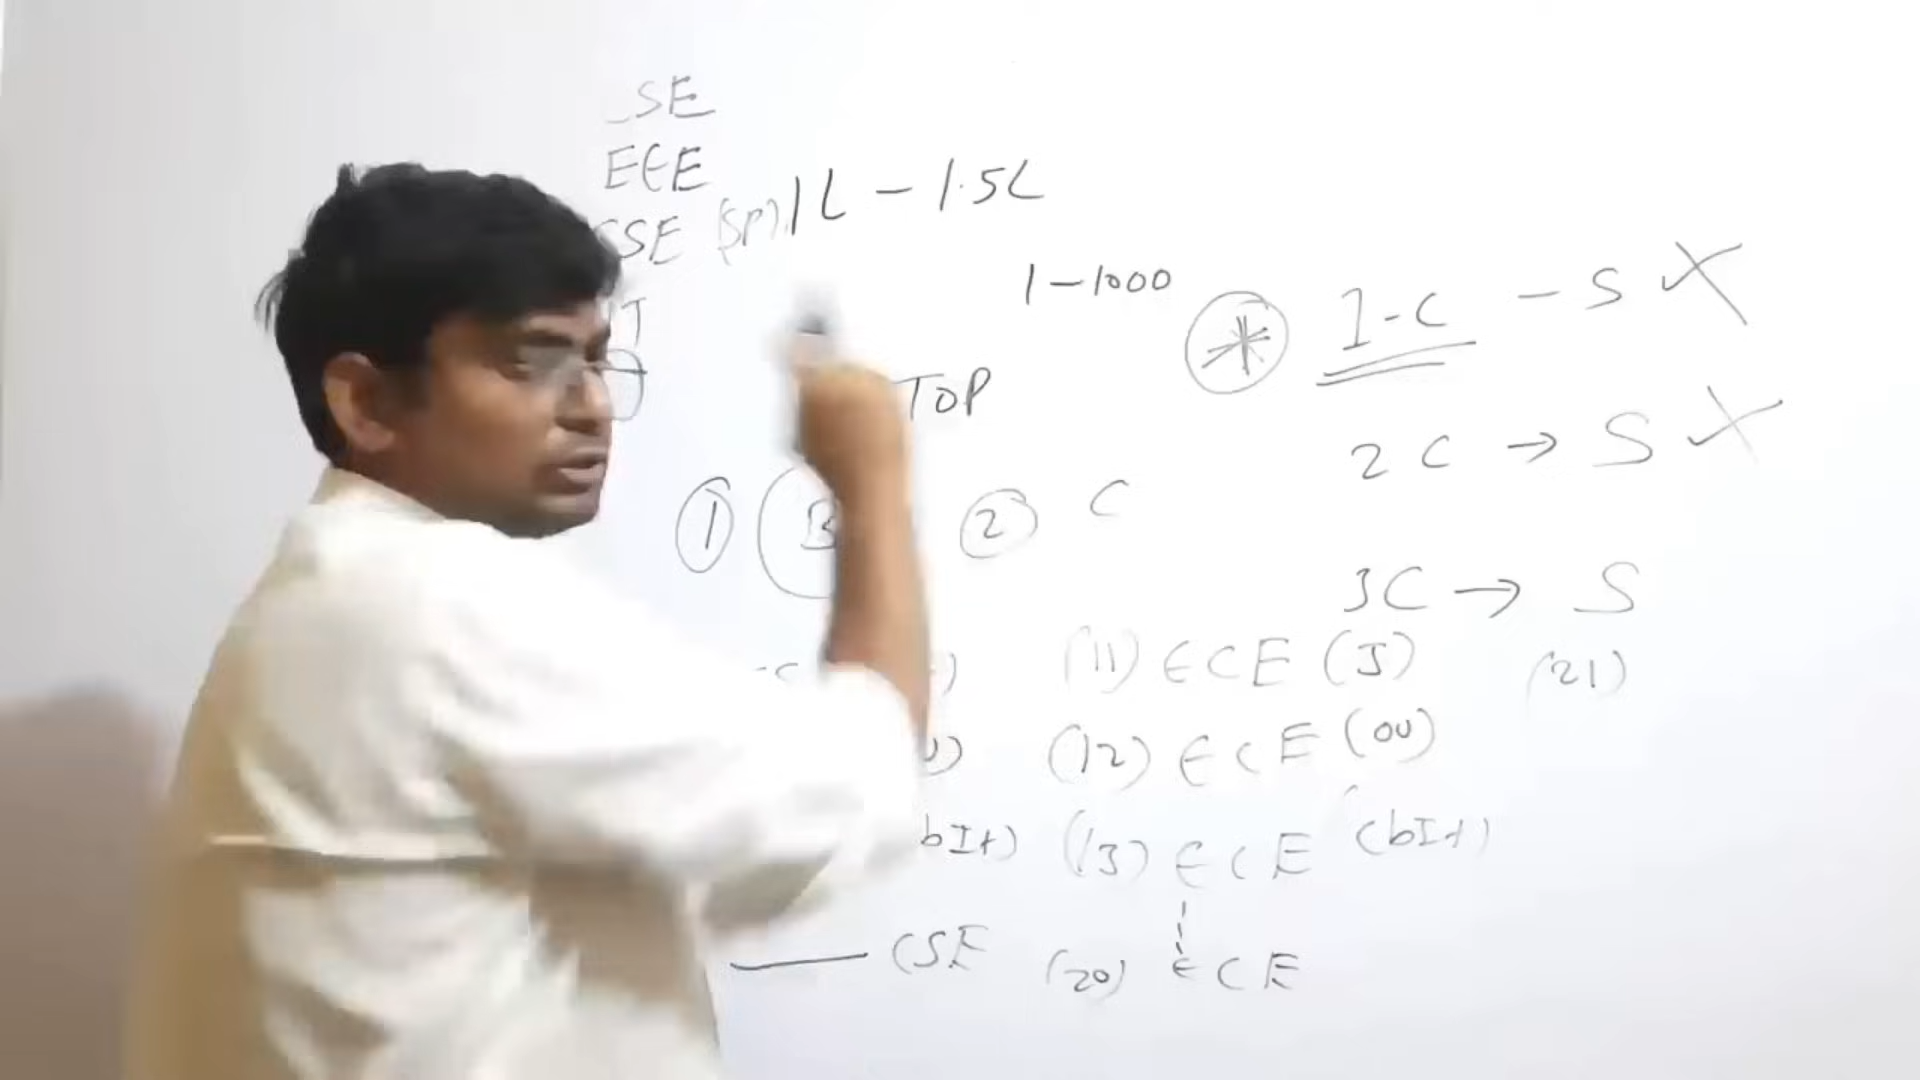 SE
ECE
CSE (SP) 1L - 1.5L
IT
1-1000
1-C - S X
TOP
2C → S X
① B ② C
3C → S
(11) ECE (J) (21)
(12) ECE (OU)
bIt) (13) ECE (bIt)
CSE (20) ECE